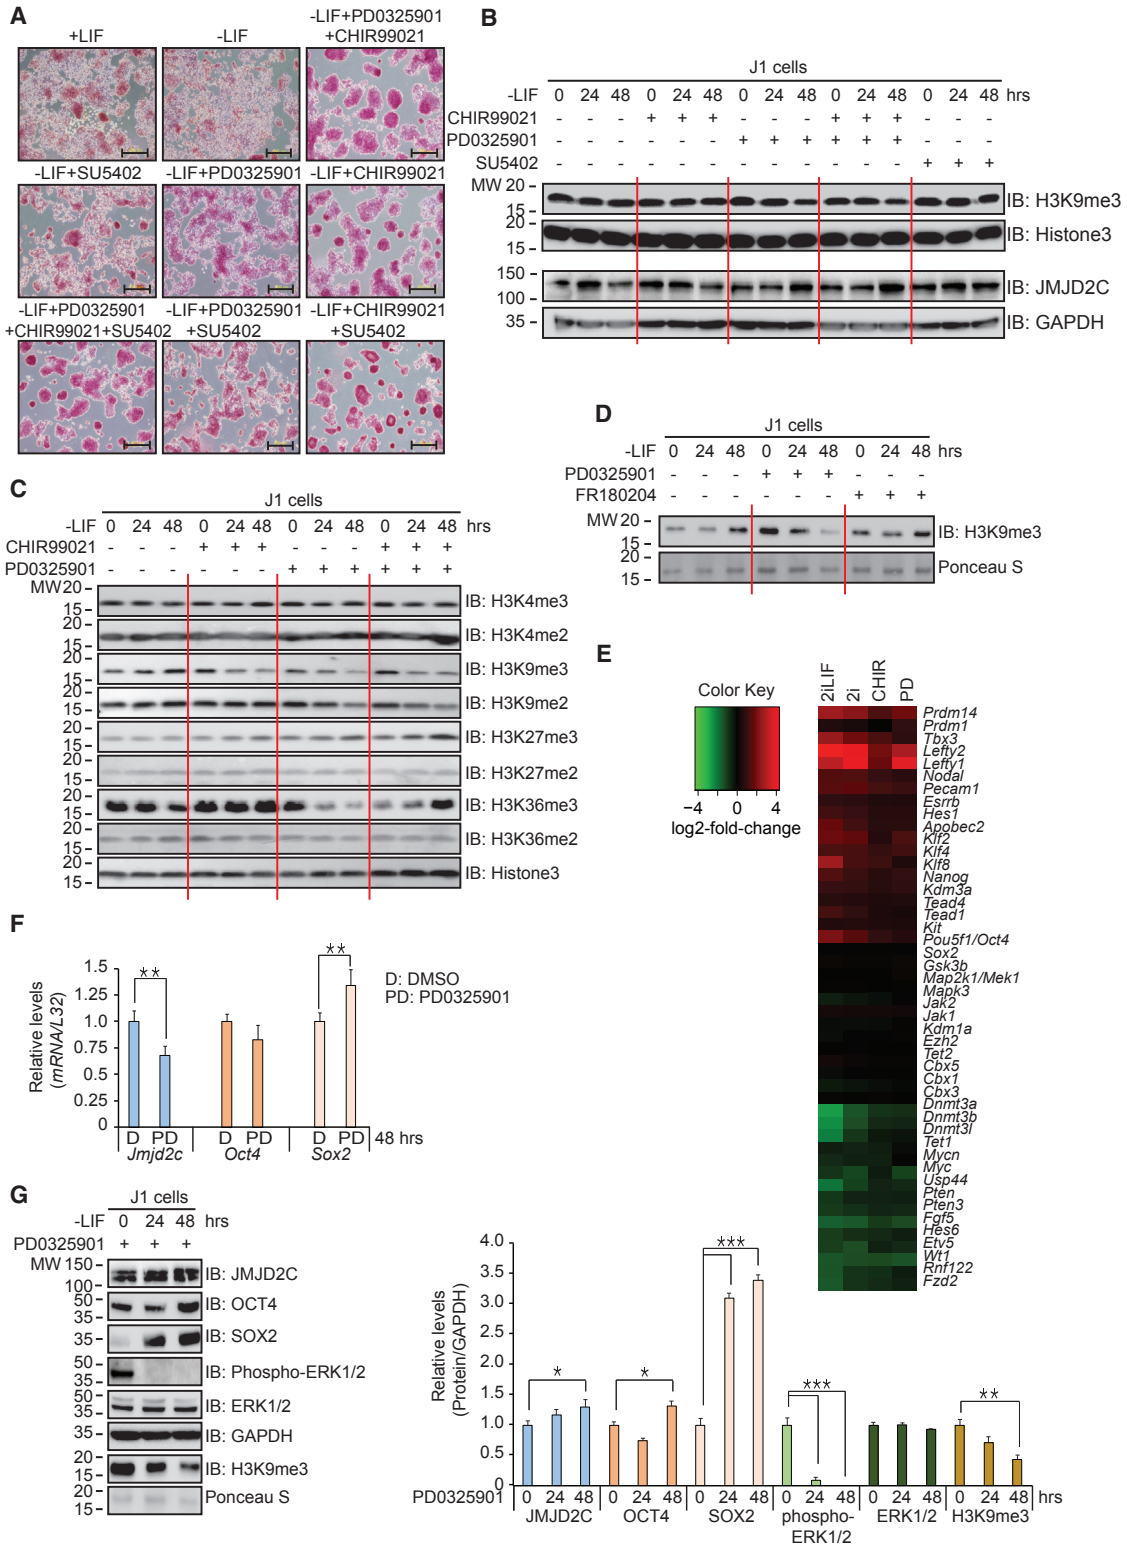 A
+LIF
-LIF
-LIF+PD0325901
+CHIR99021
-LIF+SU5402
-LIF+PD0325901
-LIF+CHIR99021
-LIF+PD0325901
+CHIR99021+SU5402
-LIF+PD0325901
+SU5402
-LIF+CHIR99021
+SU5402
B
J1 cells
-LIF 0 24 48 0 24 48 0 24 48 0 24 48 0 24 48 hrs
CHIR99021 - - - + + + - - - + + + - - -
PD0325901 - - - - - - + + + + + + - - -
SU5402 - - - - - - - - - - - - + + +
MW 20
15
IB: H3K9me3
20
15
IB: Histone3
150
100
IB: JMJD2C
35
IB: GAPDH
C
J1 cells
-LIF 0 24 48 0 24 48 0 24 48 0 24 48 hrs
CHIR99021 - - - + + + - - - + + +
PD0325901 - - - - - - + + + + + +
MW 20
15
IB: H3K4me3
20
15
IB: H3K4me2
20
15
IB: H3K9me3
20
15
IB: H3K9me2
20
15
IB: H3K27me3
20
15
IB: H3K27me2
20
15
IB: H3K36me3
20
15
IB: H3K36me2
20
15
IB: Histone3
D
J1 cells
-LIF 0 24 48 0 24 48 0 24 48 hrs
PD0325901 - - - + + + - - -
FR180204 - - - - - - + + +
MW 20
15
IB: H3K9me3
20
15
Ponceau S
E
Color Key
-4 0 4
log2-fold-change
2iLIF
2i
CHIR
PD
Prdm14
Prdm1
Tbx3
Lefty2
Lefty1
Nodal
Pecam1
Esrrb
Hes1
Apobec2
Klf2
Klf4
Klf8
Nanog
Kdm3a
Tead4
Tead1
Kit
Pou5f1/Oct4
Sox2
Gsk3b
Map2k1/Mek1
Mapk3
Jak2
Jak1
Kdm1a
Ezh2
Tet2
Cbx5
Cbx1
Cbx3
Dnmt3a
Dnmt3b
Dnmt3l
Tet1
Mycn
Myc
Usp44
Pten
Pten3
Fgf5
Hes6
Etv5
Wt1
Rnf122
Fzd2
F
Relative levels
(mRNA/L32)
1.5
1.25
1.0
0.75
0.5
0.25
0
**
**
D: DMSO
PD: PD0325901
D PD D PD D PD 48 hrs
Jmjd2c Oct4 Sox2
G
J1 cells
-LIF 0 24 48 hrs
PD0325901 + + +
MW 150
100
IB: JMJD2C
50
35
IB: OCT4
35
IB: SOX2
50
35
IB: Phospho-ERK1/2
50
35
IB: ERK1/2
35
IB: GAPDH
20
15
IB: H3K9me3
20
15
Ponceau S
Relative levels
(Protein/GAPDH)
4.0
3.5
3.0
2.5
2.0
1.5
1.0
0.5
0
*
*
***
***
**
PD0325901 0 24 48 0 24 48 0 24 48 0 24 48 0 24 48 0 24 48 hrs
JMJD2C OCT4 SOX2 phospho- ERK1/2 H3K9me3
ERK1/2